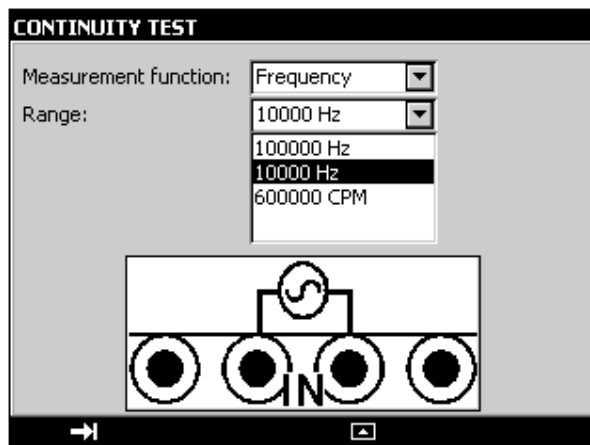 CONTINUITY TEST
Measurement function: Frequency
Range: 10000 Hz
100000 Hz
10000 Hz
600000 CPM
IN